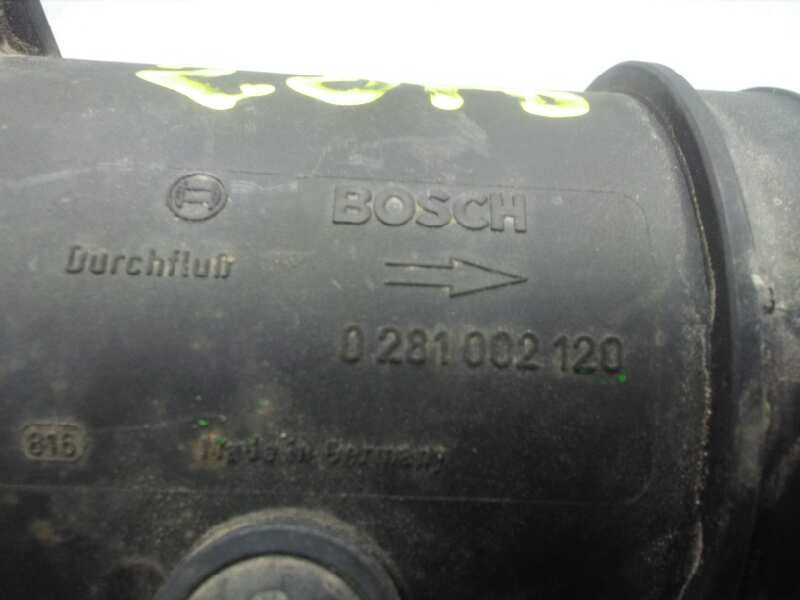 BOSCH
Durchfluß
0 281 002 120
816
Made in Germany